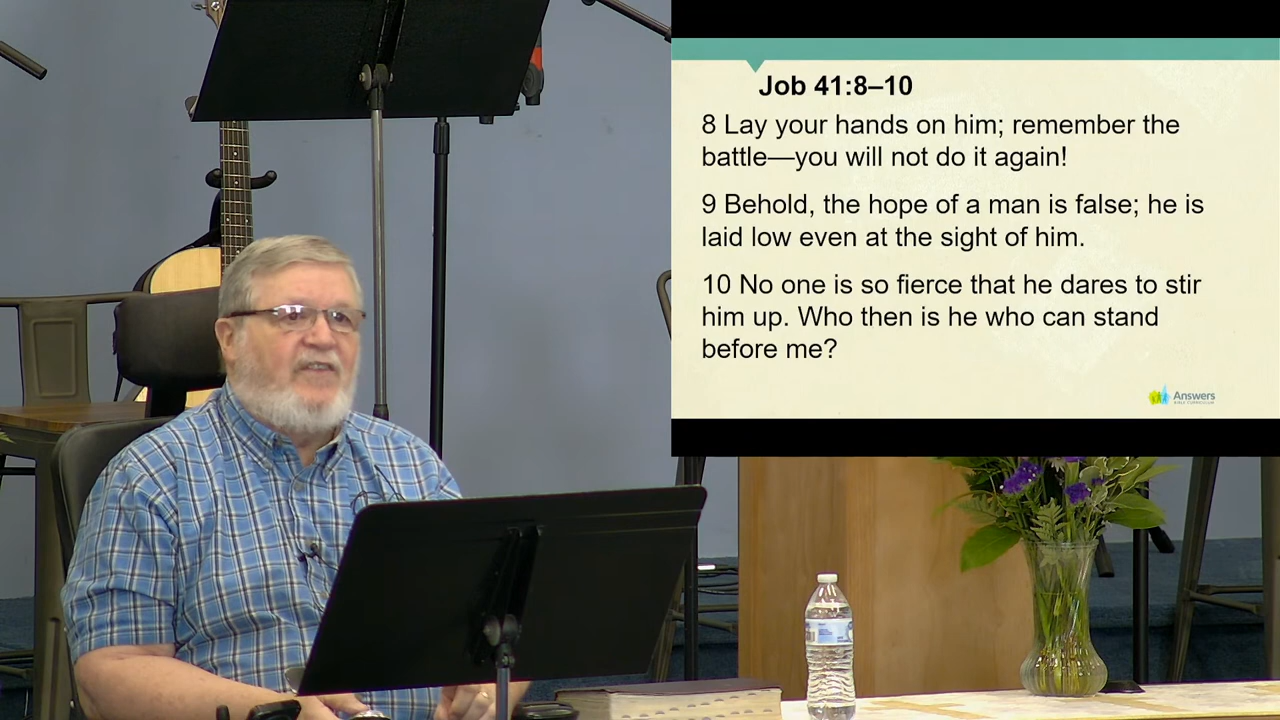 Job 41:8–10
8 Lay your hands on him; remember the
battle—you will not do it again!
9 Behold, the hope of a man is false; he is
laid low even at the sight of him.
10 No one is so fierce that he dares to stir
him up. Who then is he who can stand
before me?
Answers
BIBLE CURRICULUM